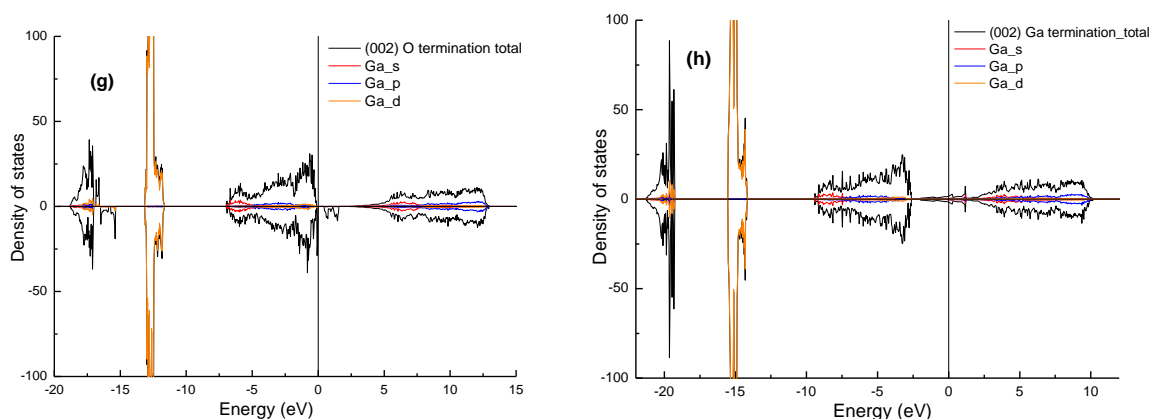 (g)
(002) O termination total
Ga_s
Ga_p
Ga_d
Density of states
100
50
0
-50
-100
-20 -15 -10 -5 0 5 10 15
Energy (eV)
(h)
(002) Ga termination_total
Ga_s
Ga_p
Ga_d
Density of states
100
50
0
-50
-100
-20 -15 -10 -5 0 5 10
Energy (eV)